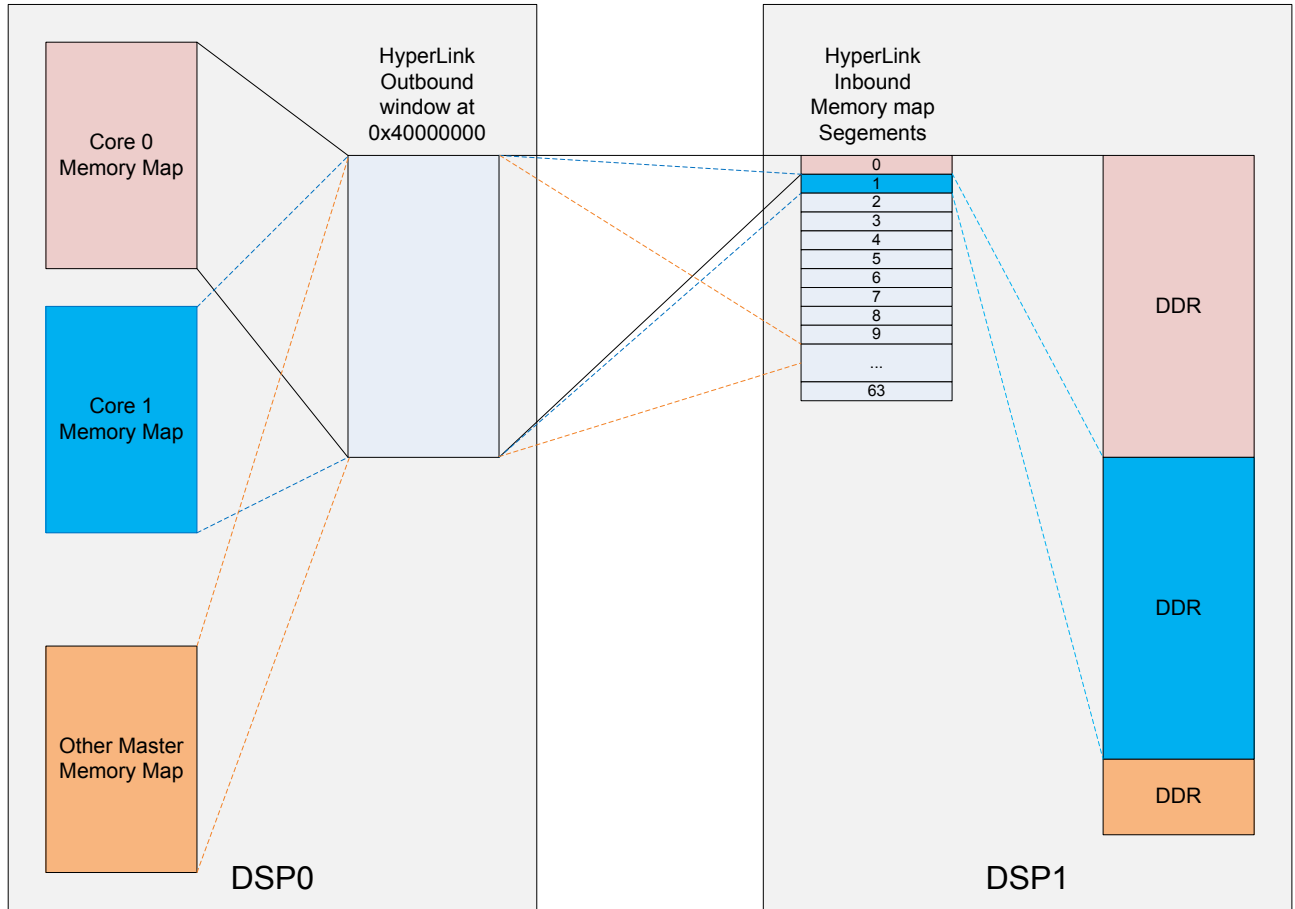 Core 0
Memory Map
Core 1
Memory Map
Other Master
Memory Map
HyperLink
Outbound
window at
0x40000000
DSP0
HyperLink
Inbound
Memory map
Segements
0
1
2
3
4
5
6
7
8
9
...
63
DDR
DDR
DDR
DSP1